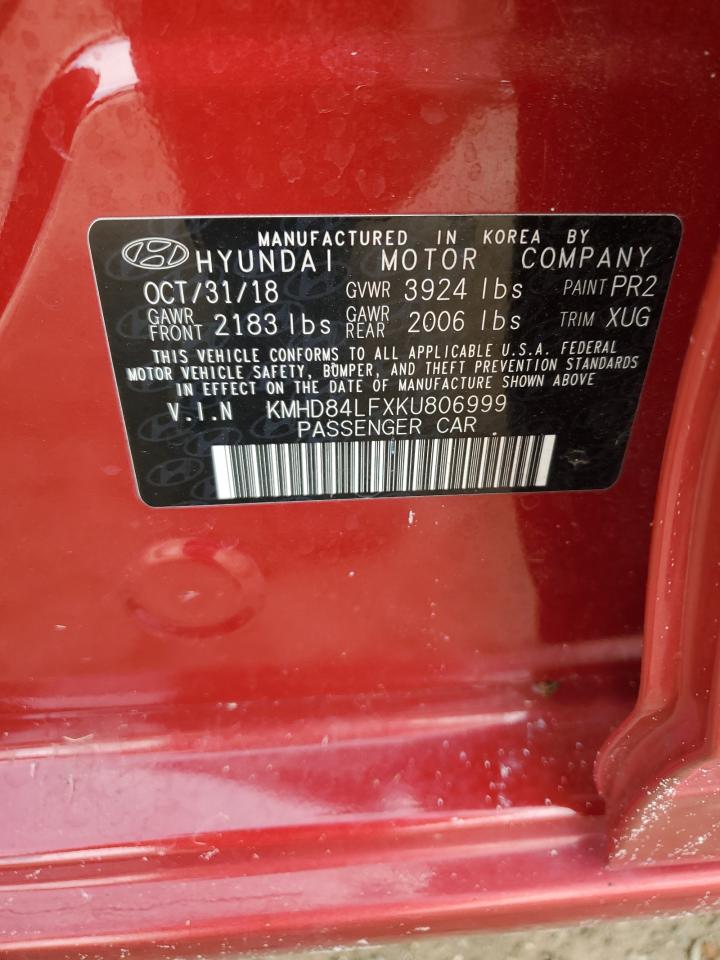 MANUFACTURED IN KOREA BY
HYUNDAI MOTOR COMPANY
OCT/31/18 GVWR 3924 lbs PAINT PR2
GAWR FRONT 2183 lbs GAWR REAR 2006 lbs TRIM XUG
THIS VEHICLE CONFORMS TO ALL APPLICABLE U.S.A. FEDERAL
MOTOR VEHICLE SAFETY, BUMPER, AND THEFT PREVENTION STANDARDS
IN EFFECT ON THE DATE OF MANUFACTURE SHOWN ABOVE
V.I.N KMHD84LFXKU806999
PASSENGER CAR